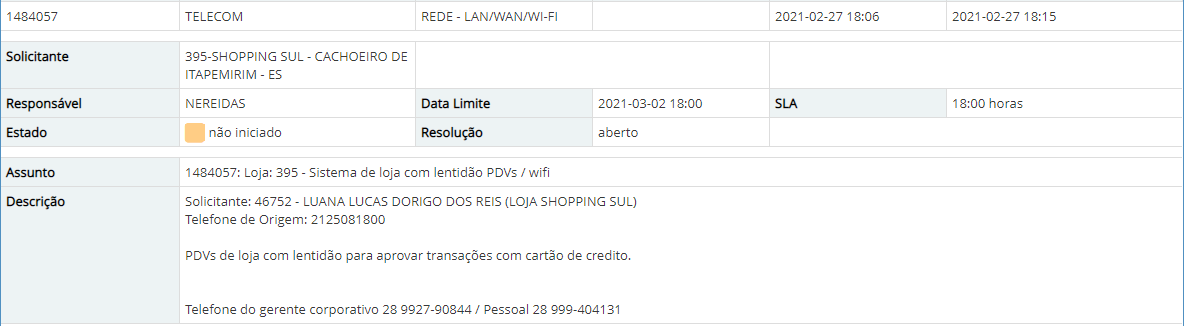 1484057 TELECOM REDE - LAN/WAN/WI-FI 2021-02-27 18:06 2021-02-27 18:15
Solicitante 395-SHOPPING SUL - CACHOEIRO DE
ITAPEMIRIM - ES
Responsável NEREIDAS Data Limite 2021-03-02 18:00 SLA 18:00 horas
Estado não iniciado Resolução aberto
Assunto 1484057: Loja: 395 - Sistema de loja com lentidão PDVs / wifi
Descrição Solicitante: 46752 - LUANA LUCAS DORIGO DOS REIS (LOJA SHOPPING SUL)
Telefone de Origem: 2125081800
PDVs de loja com lentidão para aprovar transações com cartão de credito.
Telefone do gerente corporativo 28 9927-90844 / Pessoal 28 999-404131